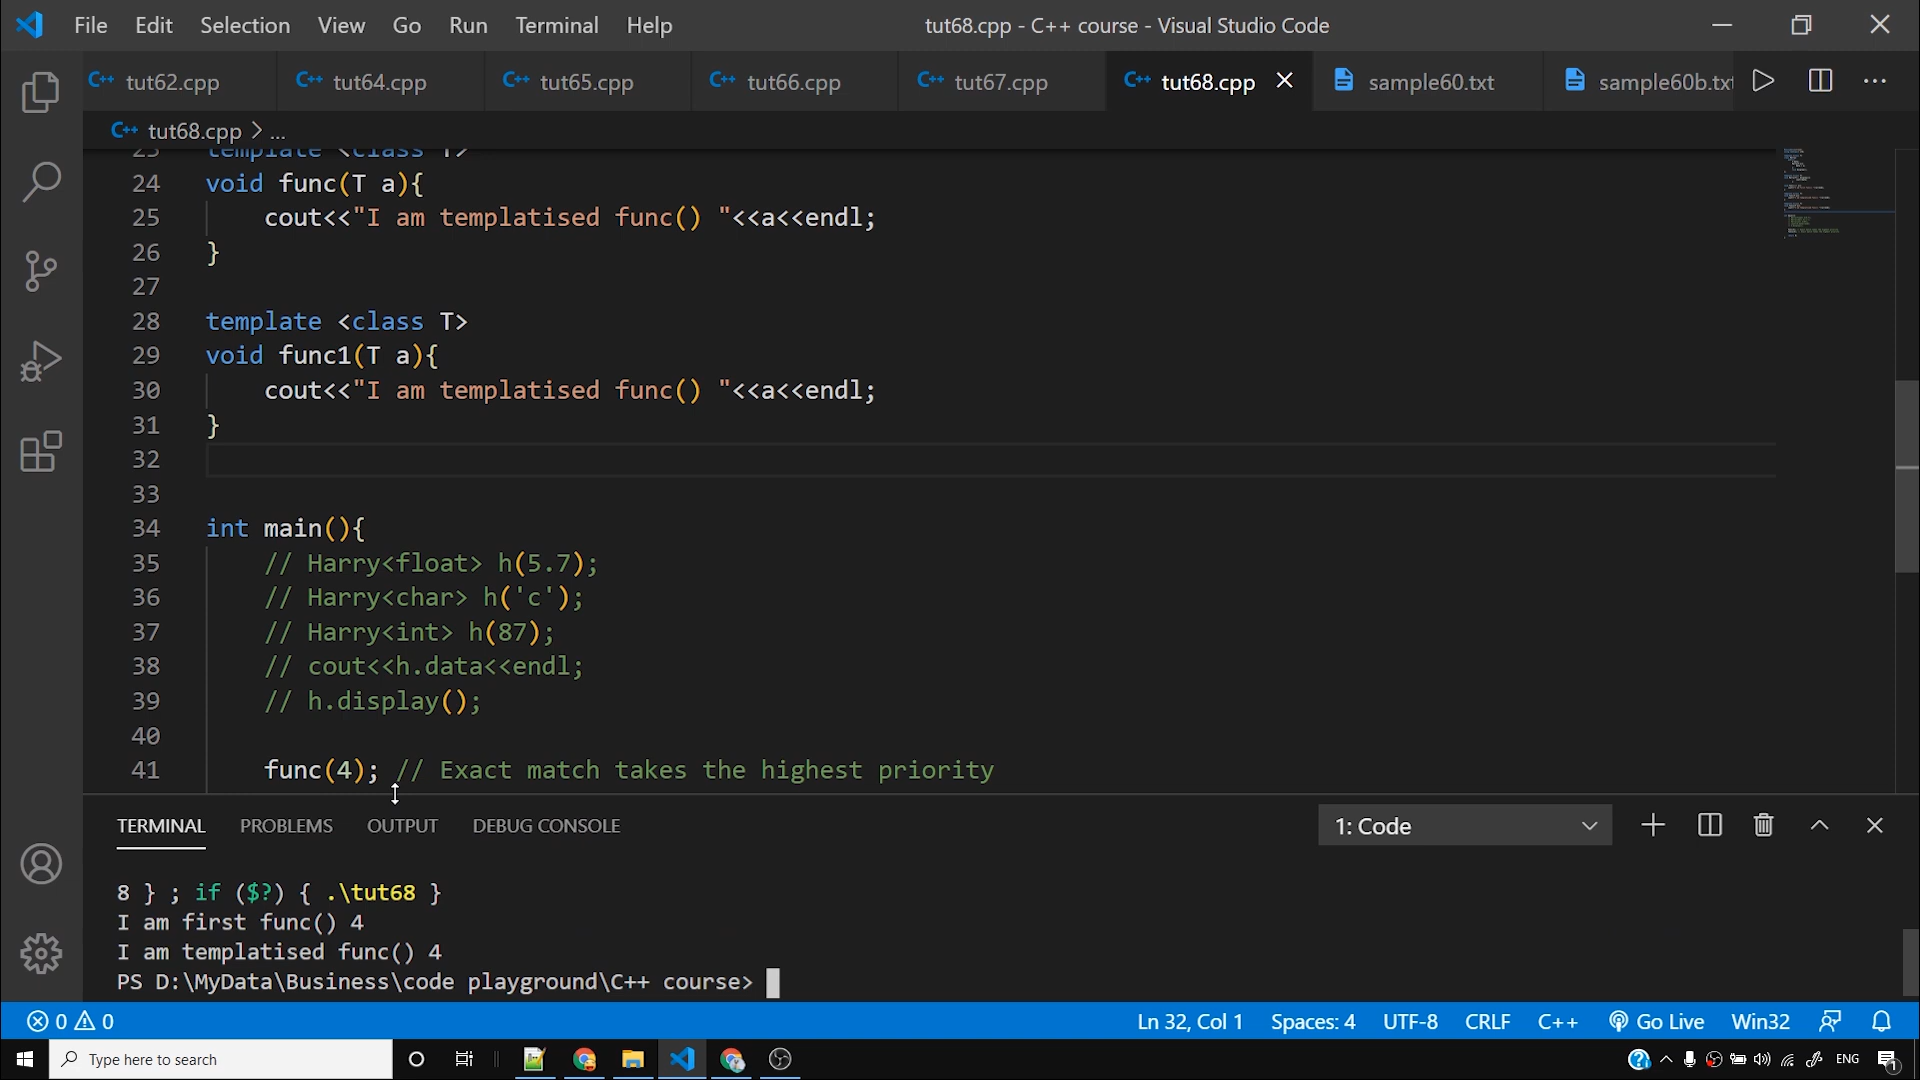 File Edit Selection View Go Run Terminal Help tut68.cpp - C++ course - Visual Studio Code
C++ tut62.cpp C++ tut64.cpp C++ tut65.cpp C++ tut66.cpp C++ tut67.cpp C++ tut68.cpp sample60.txt sample60b.txt
C++ tut68.cpp > ...
23 template <class T>
24 void func(T a){
25 cout<<"I am templatised func() "<<a<<endl;
26 }
27
28 template <class T>
29 void func1(T a){
30 cout<<"I am templatised func() "<<a<<endl;
31 }
32
33
34 int main(){
35 // Harry<float> h(5.7);
36 // Harry<char> h('c');
37 // Harry<int> h(87);
38 // cout<<h.data<<endl;
39 // h.display();
40
41 func(4); // Exact match takes the highest priority
TERMINAL PROBLEMS OUTPUT DEBUG CONSOLE 1: Code
8 } ; if ($?) { .\tut68 }
I am first func() 4
I am templatised func() 4
PS D:\MyData\Business\code playground\C++ course>
0 0 Ln 32, Col 1 Spaces: 4 UTF-8 CRLF C++ Go Live Win32
Type here to search ENG 1